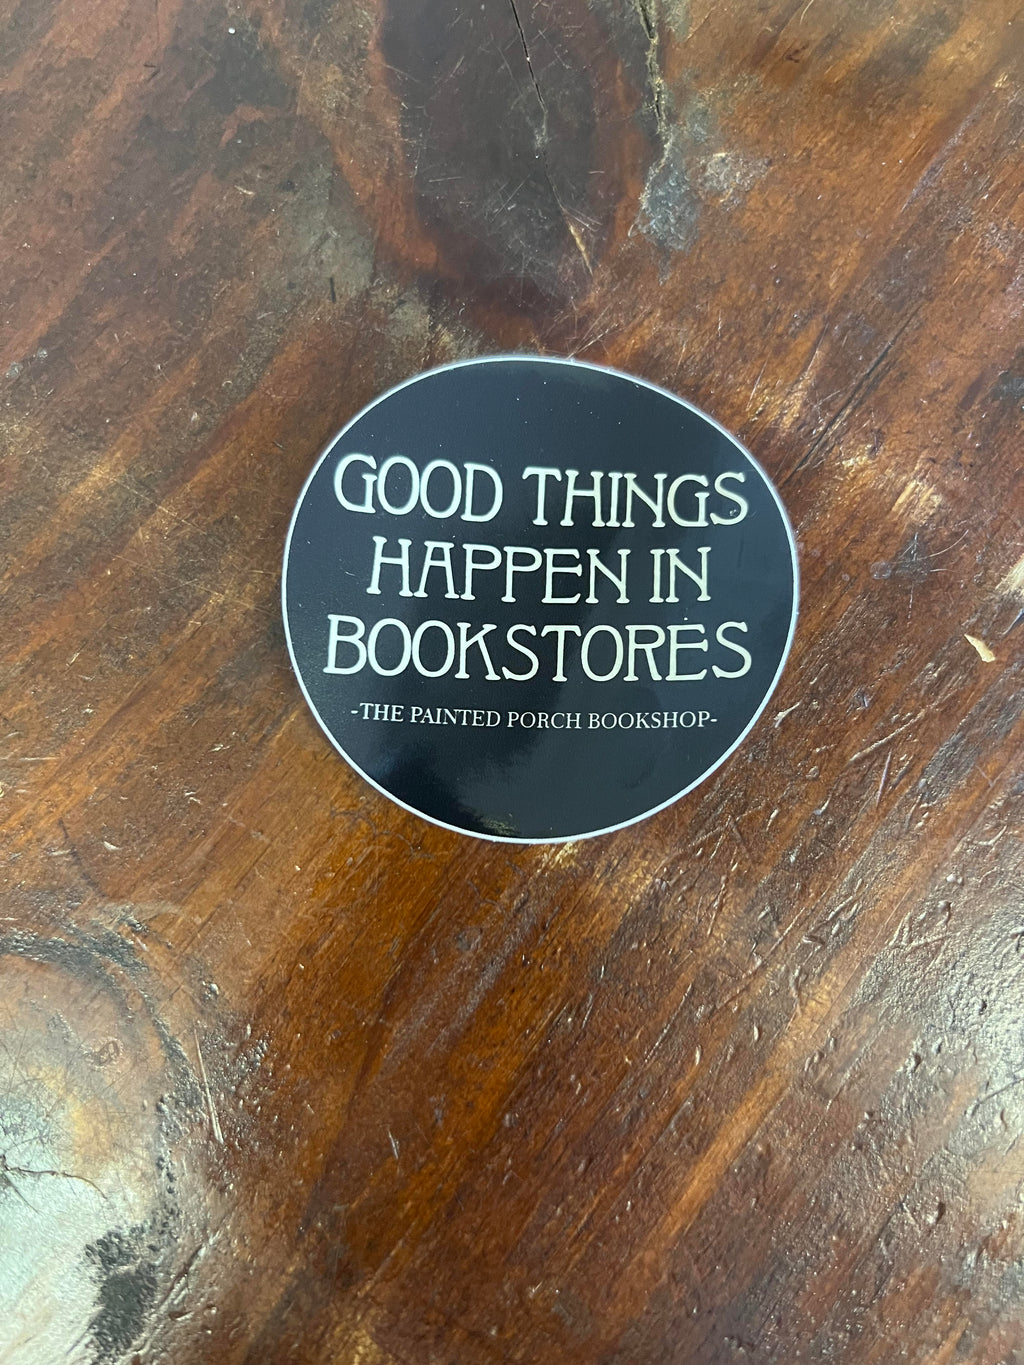 GOOD THINGS
HAPPEN IN
BOOKSTORES
-THE PAINTED PORCH BOOKSHOP-